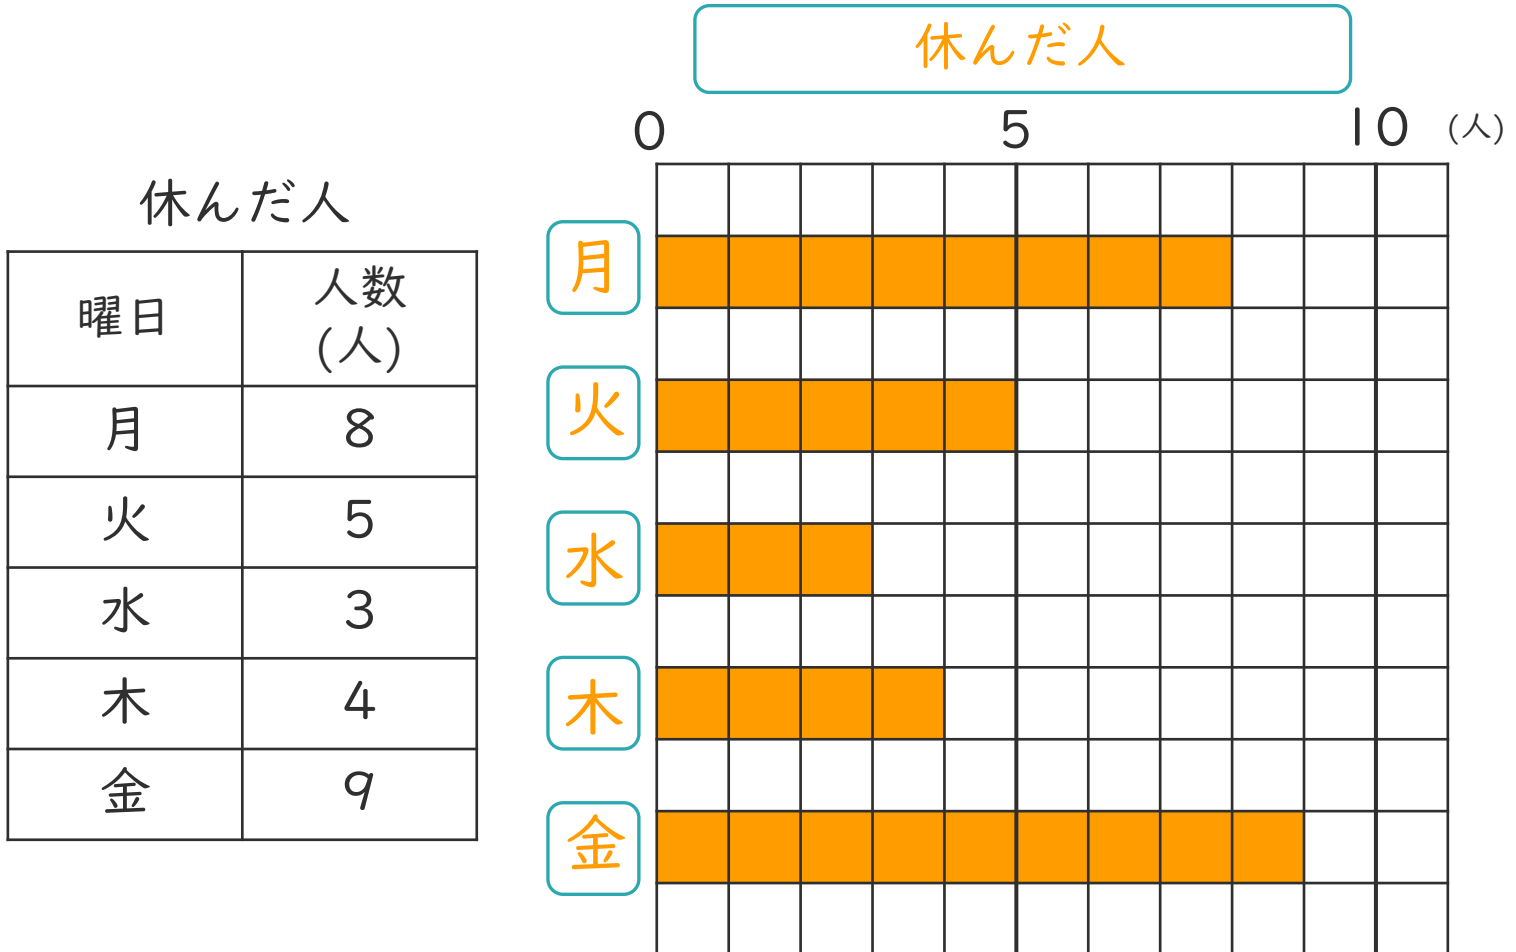 休んだ人
曜日 人数
(人)
月 8
火 5
水 3
木 4
金 9
休んだ人
0 5 10 (人)
月
火
水
木
金